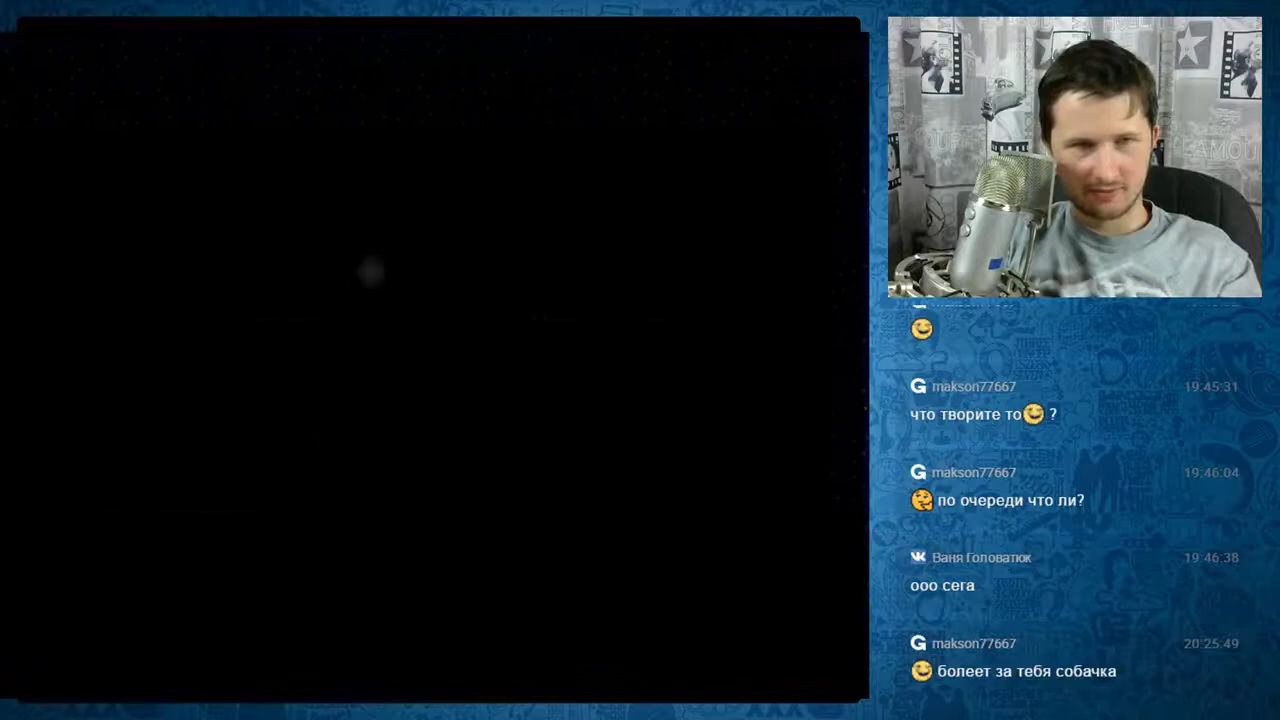 makson77667 19:45:31
что творите то ?
makson77667 19:46:04
по очереди что ли?
Ваня Головатюк 19:46:38
ооо сега
makson77667 20:25:49
болеет за тебя собачка